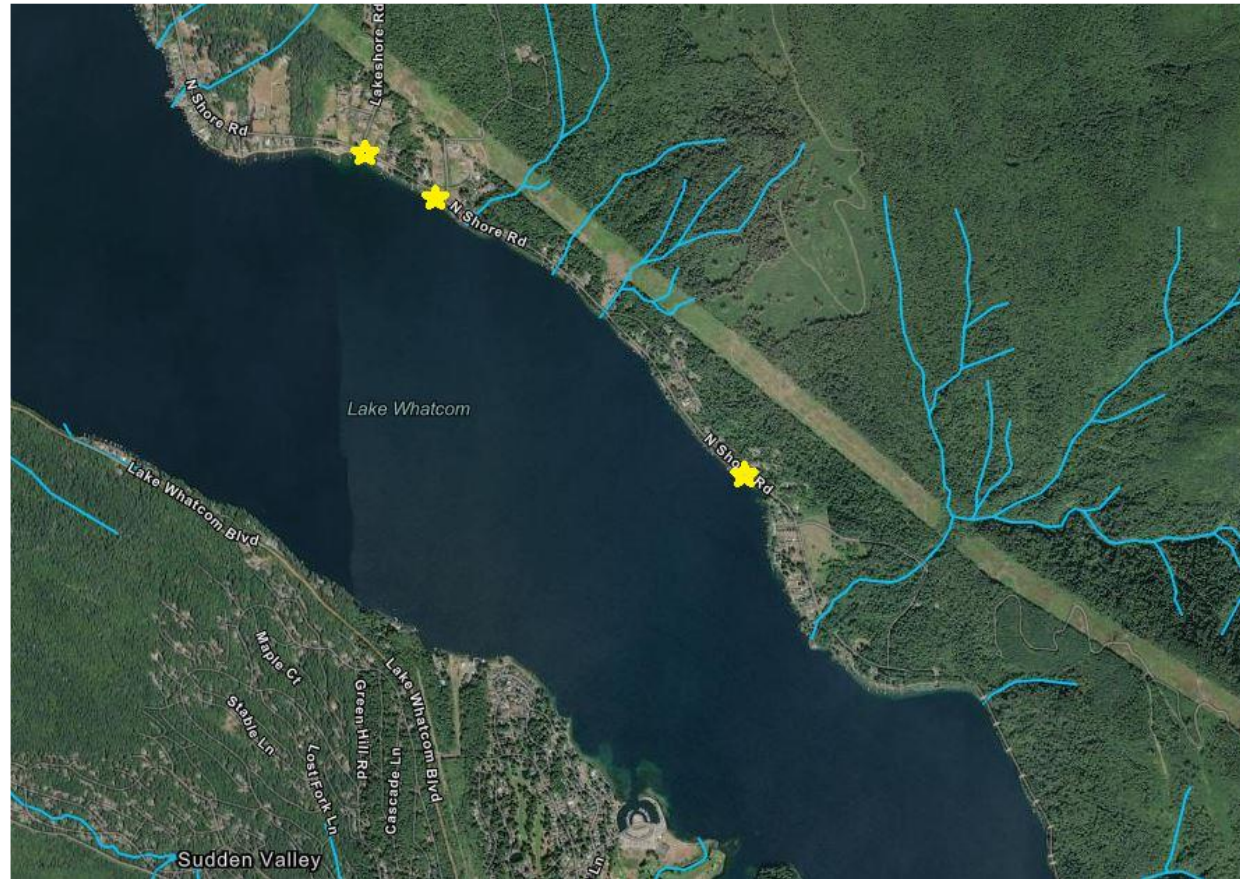 Lakeshore Rd
N Shore Rd
N Shore Rd
Lake Whatcom
N Shore Rd
Lake Whatcom Blvd
Maple Ct
Lake Whatcom Blvd
Green Hill Rd
Stable Ln
Lost Fork Ln
Cascade Ln
Ln
Sudden Valley